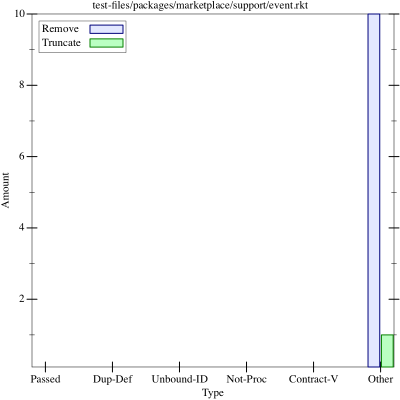 test-files/packages/marketplace/support/event.rkt
Remove
Truncate
10
8
6
4
2
Amount
Passed Dup-Def Unbound-ID Not-Proc Contract-V Other
Type